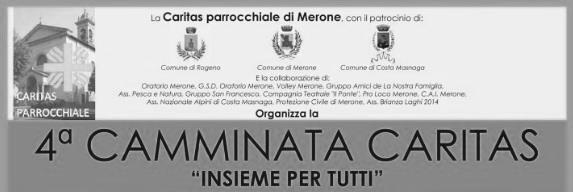 La Caritas parrocchiale di Merone, con il patrocinio di:
Comune di Rogeno
Comune di Merone
Comune di Costa Masnaga
E la collaborazione di:
Oratorio Merone, G.S.D. Oratorio Merone, Volley Merone, Gruppo Amici de La Nostra Famiglia,
Ass. Pesca e Natura, Gruppo San Francesco, Compagnia Teatrale "Il Ponte", Pro Loco Merone, C.A.I. Merone,
Ass. Nazionale Alpini di Costa Masnaga, Protezione Civile di Merone, Ass. Brianza Laghi 2014
CARITAS
PARROCCHIALE
Organizza la
4ª CAMMINATA CARITAS
"INSIEME PER TUTTI"